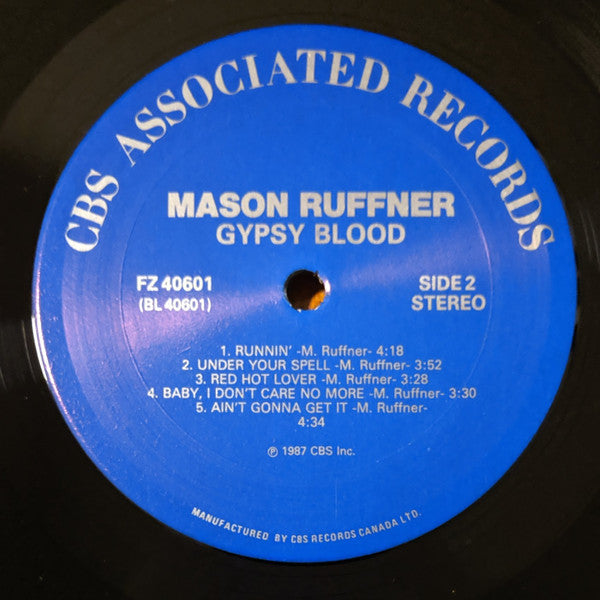 CBS ASSOCIATED RECORDS
MASON RUFFNER
GYPSY BLOOD
FZ 40601
(BL 40601)
SIDE 2
STEREO
1. RUNNIN' -M. Ruffner- 4:18
2. UNDER YOUR SPELL -M. Ruffner- 3:52
3. RED HOT LOVER -M. Ruffner- 3:28
4. BABY, I DON'T CARE NO MORE -M. Ruffner- 3:30
5. AIN'T GONNA GET IT -M. Ruffner-
4:34
℗ 1987 CBS Inc.
MANUFACTURED BY CBS RECORDS CANADA LTD.